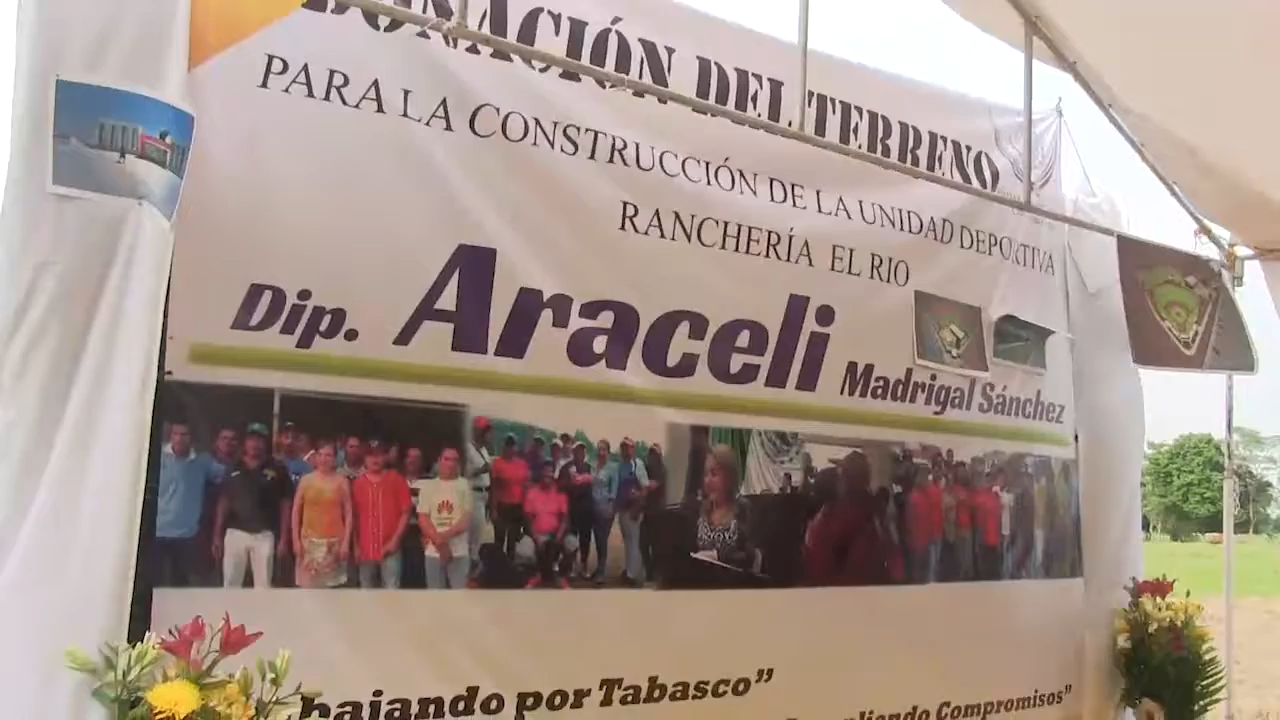 DONACIÓN DEL TERRENO
PARA LA CONSTRUCCIÓN DE LA UNIDAD DEPORTIVA
RANCHERÍA EL RIO
Dip. Araceli Madrigal Sánchez
bajando por Tabasco”
pliendo Compromisos"